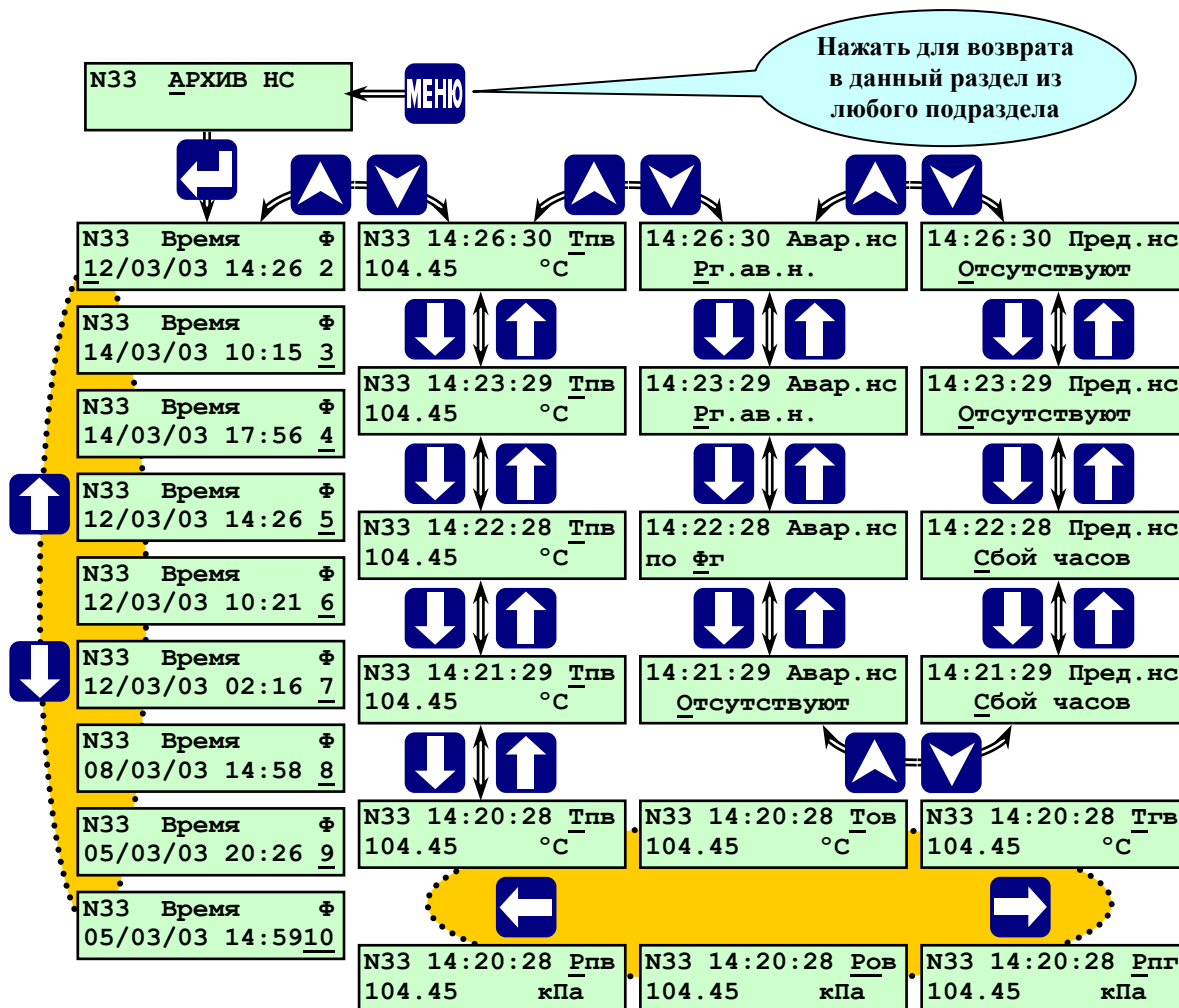 Нажать для возврата
в данный раздел из
любого подраздела
N33 АРХИВ НС
МЕНЮ
N33 Время Ф
12/03/03 14:26 2
N33 14:26:30 Тпв
104.45 °C
14:26:30 Авар.нс
Рг.ав.н.
14:26:30 Пред.нс
Отсутствуют
N33 Время Ф
14/03/03 10:15 3
N33 14:23:29 Тпв
104.45 °C
14:23:29 Авар.нс
Рг.ав.н.
14:23:29 Пред.нс
Отсутствуют
N33 Время Ф
14/03/03 17:56 4
N33 Время Ф
12/03/03 14:26 5
N33 14:22:28 Тпв
104.45 °C
14:22:28 Авар.нс
по Фг
14:22:28 Пред.нс
Сбой часов
N33 Время Ф
12/03/03 10:21 6
N33 Время Ф
12/03/03 02:16 7
N33 14:21:29 Тпв
104.45 °C
14:21:29 Авар.нс
Отсутствуют
14:21:29 Пред.нс
Сбой часов
N33 Время Ф
08/03/03 14:58 8
N33 Время Ф
05/03/03 20:26 9
N33 14:20:28 Тпв
104.45 °C
N33 14:20:28 Тов
104.45 °C
N33 14:20:28 Тгв
104.45 °C
N33 Время Ф
05/03/03 14:5910
N33 14:20:28 Рпв
104.45 кПа
N33 14:20:28 Ров
104.45 кПа
N33 14:20:28 Рпг
104.45 кПа